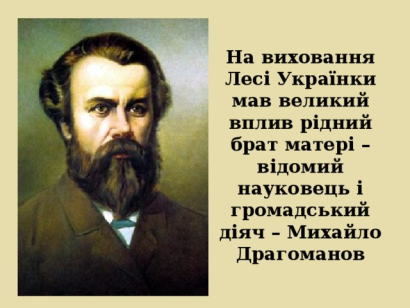 На виховання
Лесі Українки
мав великий
вплив рідний
брат матері –
відомий
науковець і
громадський
діяч – Михайло
Драгоманов